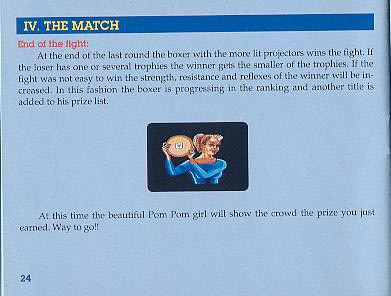 IV. THE MATCH
End of the fight:
At the end of the last round the boxer with the more lit projectors wins the fight. If
the loser has one or several trophies the winner gets the smaller of the trophies. If the
fight was not easy to win the strength, resistance and reflexes of the winner will be in-
creased. In this fashion the boxer is progressing in the ranking and another title is
added to his prize list.
At this time the beautiful Pom Pom girl will show the crowd the prize you just
earned. Way to go!!
24